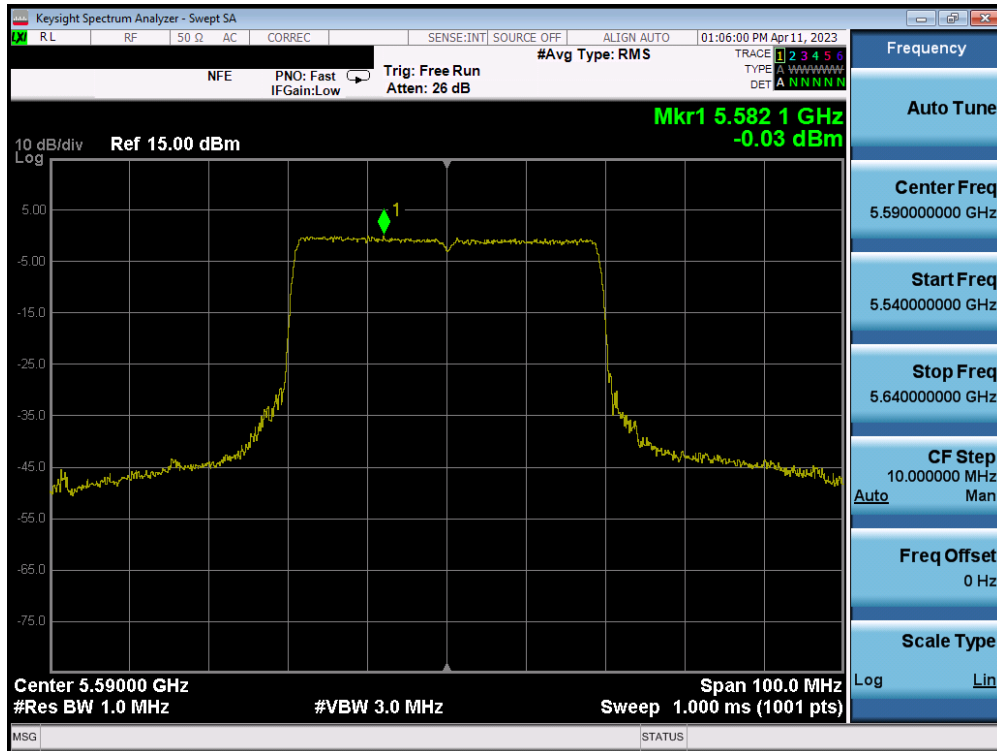 Keysight Spectrum Analyzer - Swept SA
LXI RL RF 50 Ω AC CORREC SENSE:INT SOURCE OFF ALIGN AUTO 01:06:00 PM Apr 11, 2023
#Avg Type: RMS
TRACE 1 2 3 4 5 6
TYPE A WWWWW
DET A N N N N N
NFE PNO: Fast Trig: Free Run
IFGain:Low Atten: 26 dB
Mkr1 5.582 1 GHz
-0.03 dBm
10 dB/div Ref 15.00 dBm
Log
1
5.00
-5.00
-15.0
-25.0
-35.0
-45.0
-55.0
-65.0
-75.0
Center 5.59000 GHz Span 100.0 MHz
#Res BW 1.0 MHz #VBW 3.0 MHz Sweep 1.000 ms (1001 pts)
MSG STATUS
Frequency
Auto Tune
Center Freq
5.590000000 GHz
Start Freq
5.540000000 GHz
Stop Freq
5.640000000 GHz
CF Step
10.000000 MHz
Auto Man
Freq Offset
0 Hz
Scale Type
Log Lin